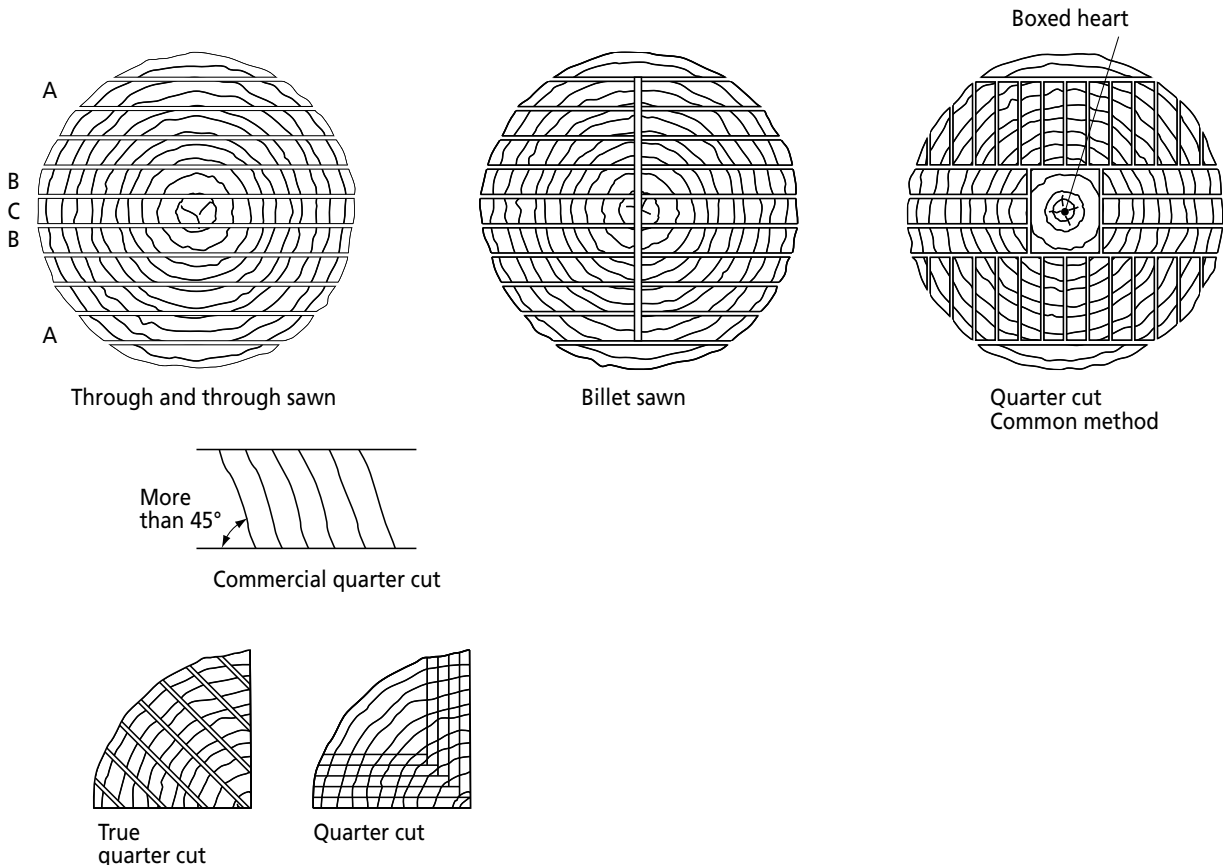 Boxed heart
A
B
C
B
A
Through and through sawn
Billet sawn
Quarter cut
Common method
More
than 45°
Commercial quarter cut
True
quarter cut
Quarter cut